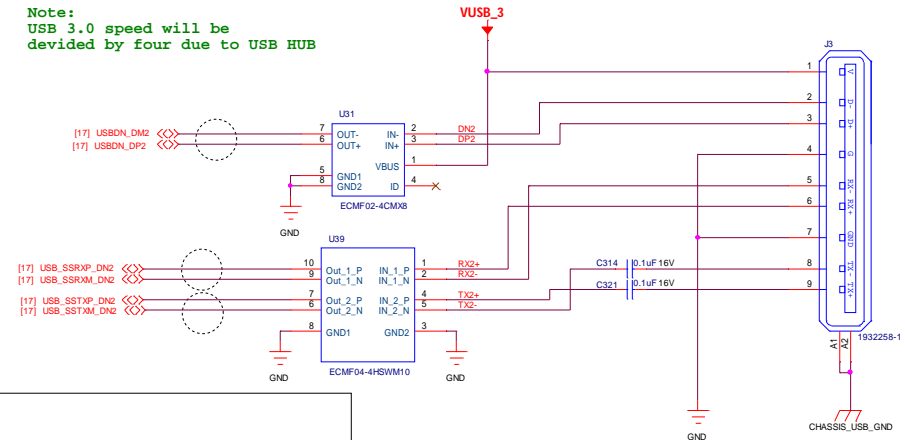 Note:
USB 3.0 speed will be
devided by four due to USB HUB
VUSB_3
J3
1
V
2
D-
3
D+
4
G
5
RX-
6
RX+
7
GND
8
TX-
9
TX+
A1
A2
1932258-1
CHASSIS_USB_GND
GND
U31
[17] USBDN_DM2
7
OUT-
IN-
2
DN2
[17] USBDN_DP2
6
OUT+
IN+
3
DP2
VBUS
1
5
GND1
8
GND2
ID
4
ECMF02-4CMX8
GND
U39
[17] USB_SSRXP_DN2
10
Out_1_P
IN_1_P
1
RX2+
[17] USB_SSRXM_DN2
9
Out_1_N
IN_1_N
2
RX2-
[17] USB_SSTXP_DN2
7
Out_2_P
IN_2_P
4
TX2+
[17] USB_SSTXM_DN2
6
Out_2_N
IN_2_N
5
TX2-
8
GND1
GND2
3
ECMF04-4HSWM10
GND
GND
C314
0.1uF 16V
C321
0.1uF 16V